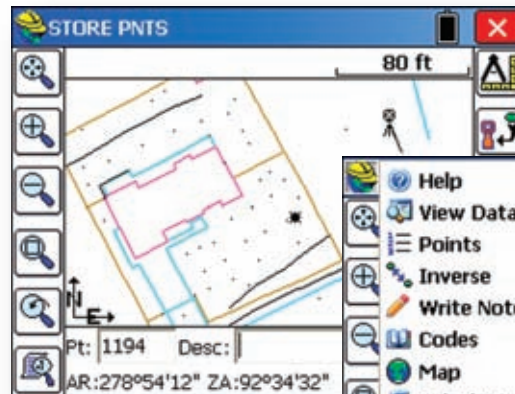 STORE PNTS
80 ft
N
E
Pt: 1194 Desc:
AR:278°54'12" ZA:92°34'32"
Help
View Data
Points
Inverse
Write Note
Codes
Map